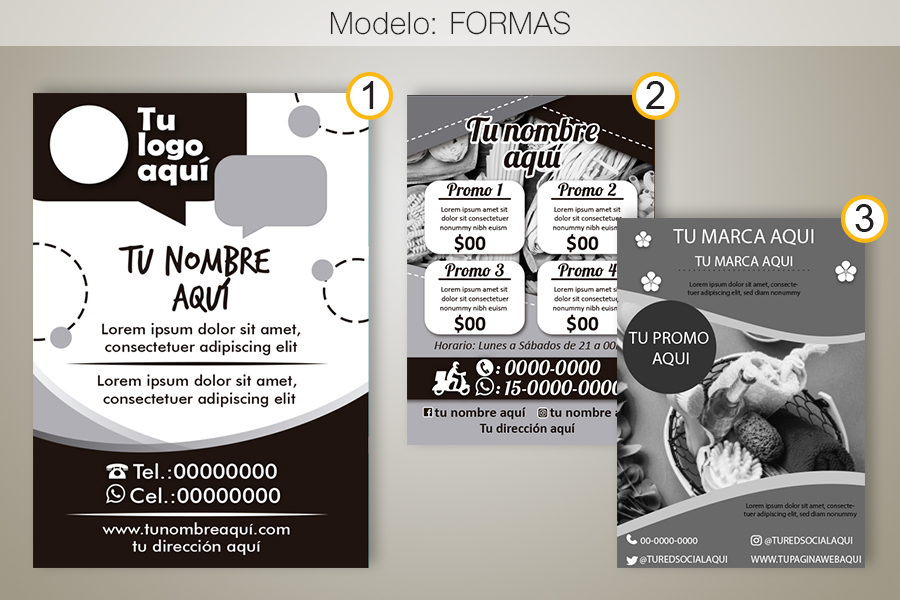 Modelo: FORMAS
1
Tu
logo
aquí
TU NOMBRE
AQUÍ
Lorem ipsum dolor sit amet,
consectetuer adipiscing elit
Lorem ipsum dolor sit amet,
consectetuer adipiscing elit
Tel.:00000000
Cel.:00000000
www.tunombreaquí.com
tu dirección aquí
2
Tu nombre
aquí
Promo 1
Lorem ipsum amet sit
dolor sit consectetuer
nonummy nibh euism
$00
Promo 2
Lorem ipsum amet sit
dolor sit consectetuer
nonummy nibh euism
$00
Promo 3
Lorem ipsum amet sit
dolor sit consectetuer
nonummy nibh euism
$00
Promo 4
Lorem ipsum amet sit
dolor sit consectetu
nonummy nibh euism
$00
Horario: Lunes a Sábados de 21 a 00
: 0000-0000
: 15-0000-0000
tu nombre aquí tu nombre a
Tu dirección aquí
3
TU MARCA AQUI
TU MARCA AQUI
Lorem ipsum dolor sit amet, consectetuer adipiscing elit, sed diam nonummy
TU PROMO
AQUI
Lorem ipsum dolor sit amet, consectetuer
adipiscing elit, sed diam nonummy
00-0000-0000
@TUREDSOCIALAQUI
@TUREDSOCIALAQUI
WWW.TUPAGINAWEBAQUI